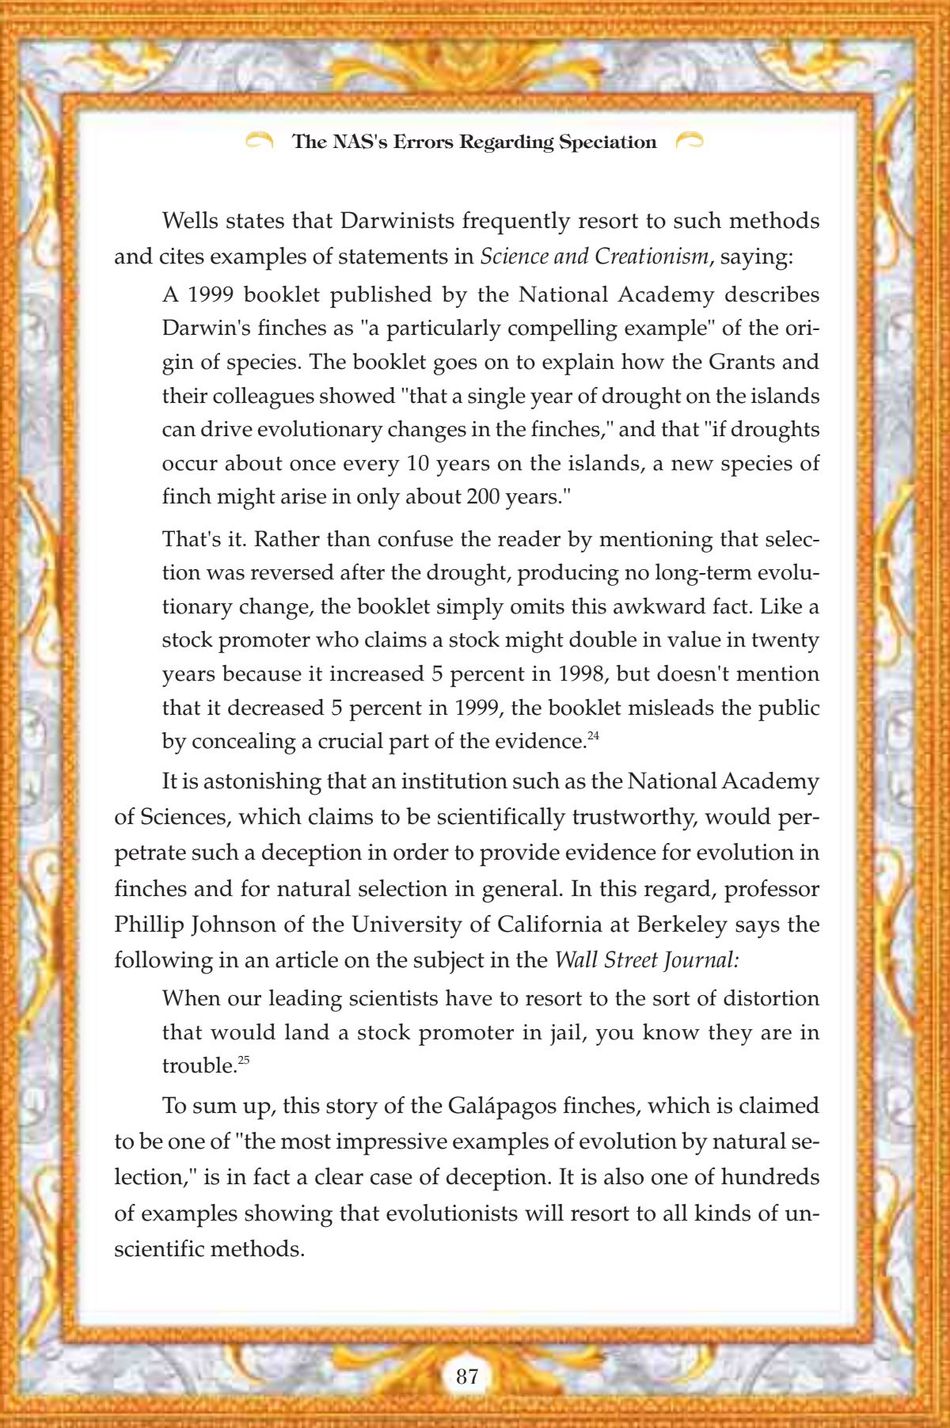 The NAS's Errors Regarding Speciation
Wells states that Darwinists frequently resort to such methods
and cites examples of statements in Science and Creationism, saying:
A 1999 booklet published by the National Academy describes
Darwin's finches as "a particularly compelling example" of the ori-
gin of species. The booklet goes on to explain how the Grants and
their colleagues showed "that a single year of drought on the islands
can drive evolutionary changes in the finches," and that "if droughts
occur about once every 10 years on the islands, a new species of
finch might arise in only about 200 years."
That's it. Rather than confuse the reader by mentioning that selec-
tion was reversed after the drought, producing no long-term evolu-
tionary change, the booklet simply omits this awkward fact. Like a
stock promoter who claims a stock might double in value in twenty
years because it increased 5 percent in 1998, but doesn't mention
that it decreased 5 percent in 1999, the booklet misleads the public
by concealing a crucial part of the evidence.24
It is astonishing that an institution such as the National Academy
of Sciences, which claims to be scientifically trustworthy, would per-
petrate such a deception in order to provide evidence for evolution in
finches and for natural selection in general. In this regard, professor
Phillip Johnson of the University of California at Berkeley says the
following in an article on the subject in the Wall Street Journal:
When our leading scientists have to resort to the sort of distortion
that would land a stock promoter in jail, you know they are in
trouble.25
To sum up, this story of the Galápagos finches, which is claimed
to be one of "the most impressive examples of evolution by natural se-
lection," is in fact a clear case of deception. It is also one of hundreds
of examples showing that evolutionists will resort to all kinds of un-
scientific methods.
87